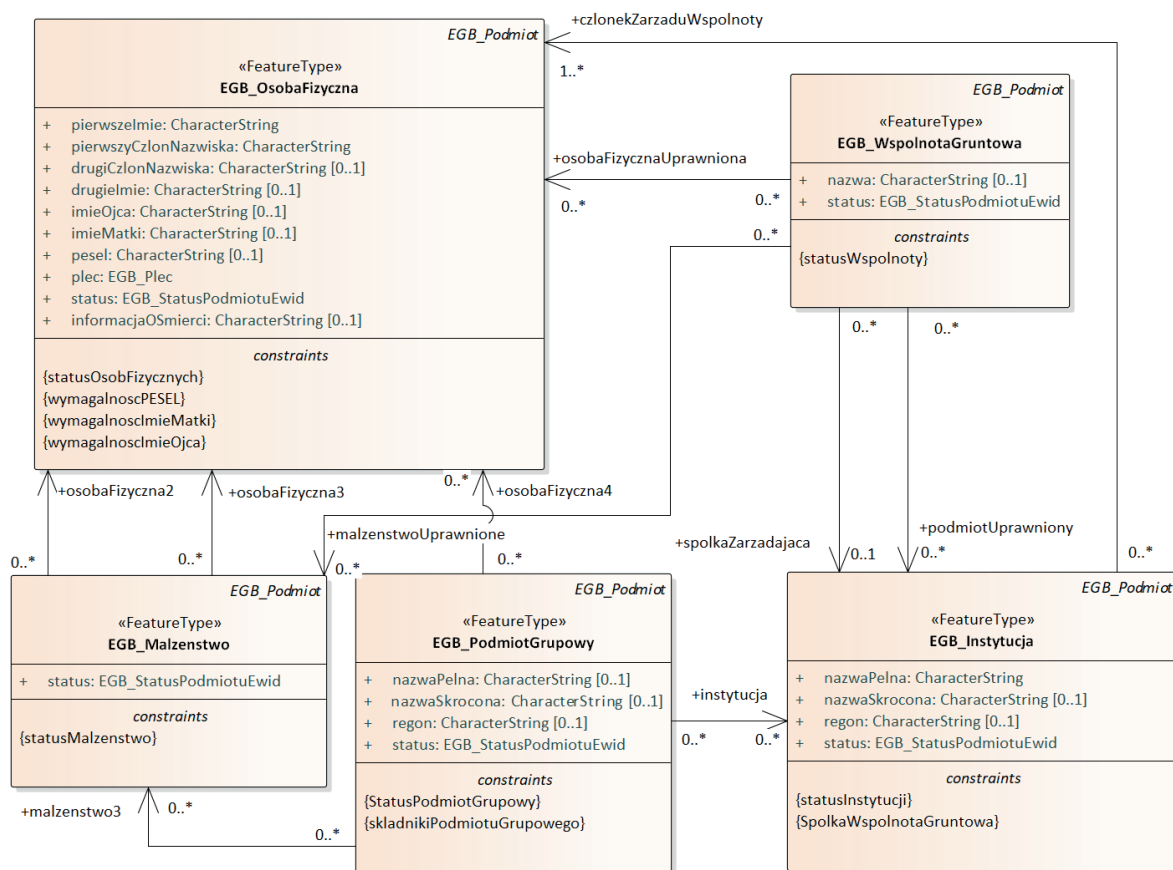 +członekZarzaduWspolnoty
1..*
EGB_Podmiot
«FeatureType»
EGB_OsobaFizyczna
+ pierwszeImie: CharacterString
+ pierwszyCzlonNazwiska: CharacterString
+ drugiCzlonNazwiska: CharacterString [0..1]
+ drugieImie: CharacterString [0..1]
+ imieOjca: CharacterString [0..1]
+ imieMatki: CharacterString [0..1]
+ pesel: CharacterString [0..1]
+ plec: EGB_Plec
+ status: EGB_StatusPodmiotuEwid
+ informacjaOSmierci: CharacterString [0..1]
constraints
{statusOsobFizycznych}
{wymagalnoscPESEL}
{wymagalnoscImieMatki}
{wymagalnoscImieOjca}
EGB_Podmiot
«FeatureType»
EGB_WspolnotaGruntowa
+ nazwa: CharacterString [0..1]
+ status: EGB_StatusPodmiotuEwid
constraints
{statusWspolnoty}
+osobaFizycznaUprawniona
0..*
0..*
0..*
0..*
0..*
+osobaFizyczna2
+osobaFizyczna3
0..*
+osobaFizyczna4
0..*
0..*
+malzenstwoUprawnione
0..*
0..*
+spolkaZarzadajaca
0..1
+podmiotUprawniony
0..*
0..*
EGB_Podmiot
«FeatureType»
EGB_Malzenstwo
+ status: EGB_StatusPodmiotuEwid
constraints
{statusMalzenstwo}
EGB_Podmiot
«FeatureType»
EGB_PodmiotGrupowy
+ nazwaPelna: CharacterString [0..1]
+ nazwaSkrocona: CharacterString [0..1]
+ regon: CharacterString [0..1]
+ status: EGB_StatusPodmiotuEwid
constraints
{StatusPodmiotGrupowy}
{skladnikiPodmiotuGrupowego}
+instytucja
0..*
0..*
EGB_Podmiot
«FeatureType»
EGB_Instytucja
+ nazwaPelna: CharacterString
+ nazwaSkrocona: CharacterString [0..1]
+ regon: CharacterString [0..1]
+ status: EGB_StatusPodmiotuEwid
constraints
{statusInstytucji}
{SpolkaWspolnotaGruntowa}
+malzenstwo3
0..*
0..*